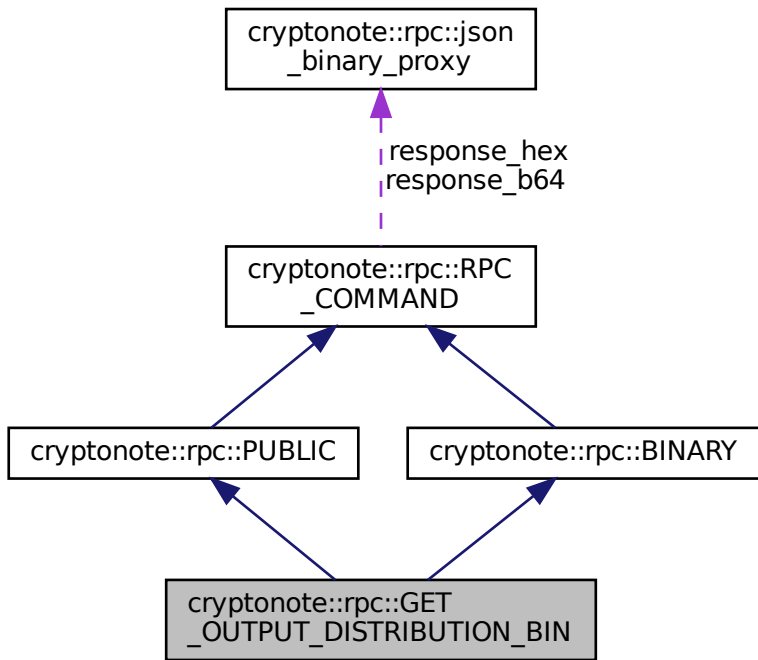 cryptonote::rpc::json
_binary_proxy
response_hex
response_b64
cryptonote::rpc::RPC
_COMMAND
cryptonote::rpc::PUBLIC
cryptonote::rpc::BINARY
cryptonote::rpc::GET
_OUTPUT_DISTRIBUTION_BIN